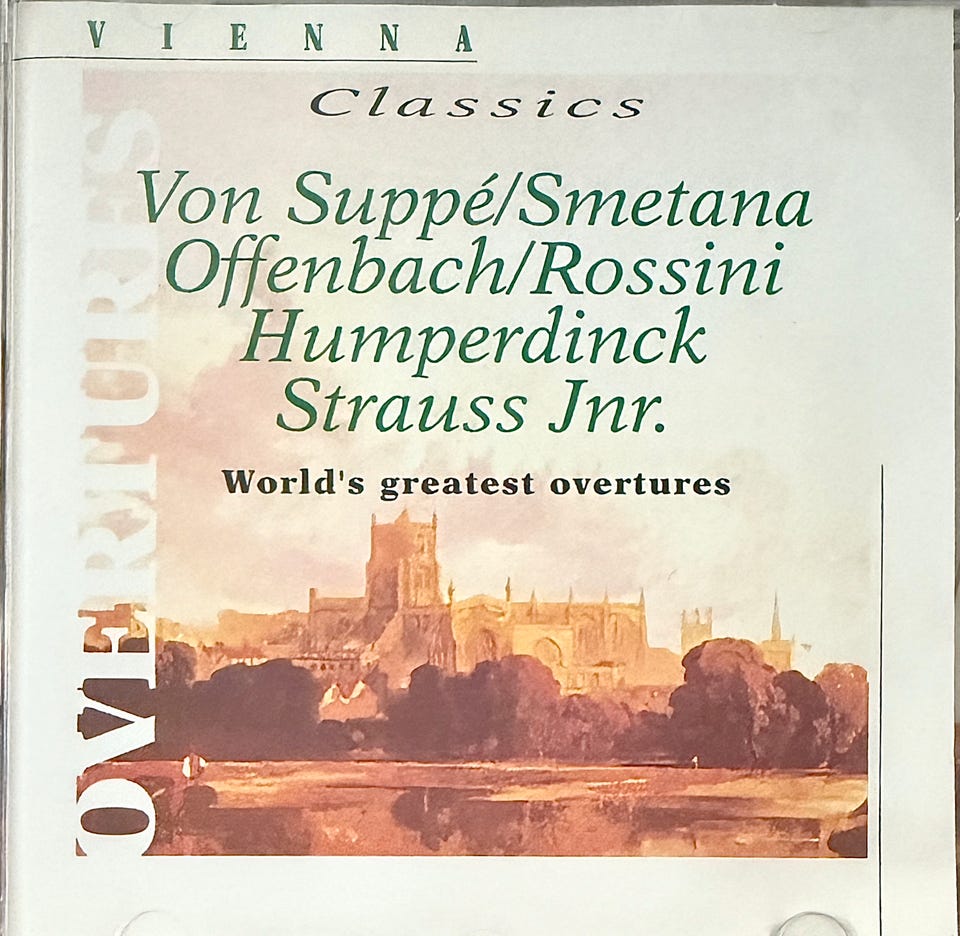 VIENNA
Classics
Von Suppé/Smetana
Offenbach/Rossini
Humperdinck
Strauss Jnr.
World's greatest overtures
OVERTURES